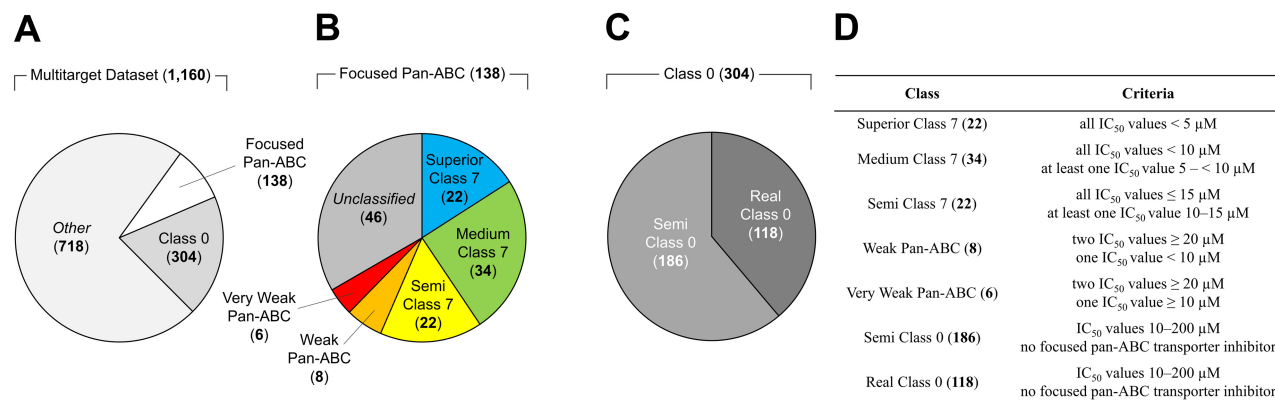 A
Multitarget Dataset (1,160)
Focused
Pan-ABC
(138)
Other
(718)
Class 0
(304)
B
Focused Pan-ABC (138)
Superior
Class 7
(22)
Unclassified
(46)
Medium
Class 7
(34)
Semi
Class 7
(22)
Very Weak
Pan-ABC
(6)
Weak
Pan-ABC
(8)
C
Class 0 (304)
Real
Class 0
(118)
Semi
Class 0
(186)
D
Class Criteria
Superior Class 7 (22) all IC50 values < 5 µM
Medium Class 7 (34) all IC50 values < 10 µM
at least one IC50 value 5 – < 10 µM
Semi Class 7 (22) all IC50 values ≤ 15 µM
at least one IC50 value 10–15 µM
Weak Pan-ABC (8) two IC50 values ≥ 20 µM
one IC50 value < 10 µM
Very Weak Pan-ABC (6) two IC50 values ≥ 20 µM
one IC50 value ≥ 10 µM
Semi Class 0 (186) IC50 values 10–200 µM
no focused pan-ABC transporter inhibitor
Real Class 0 (118) IC50 values 10–200 µM
no focused pan-ABC transporter inhibitor